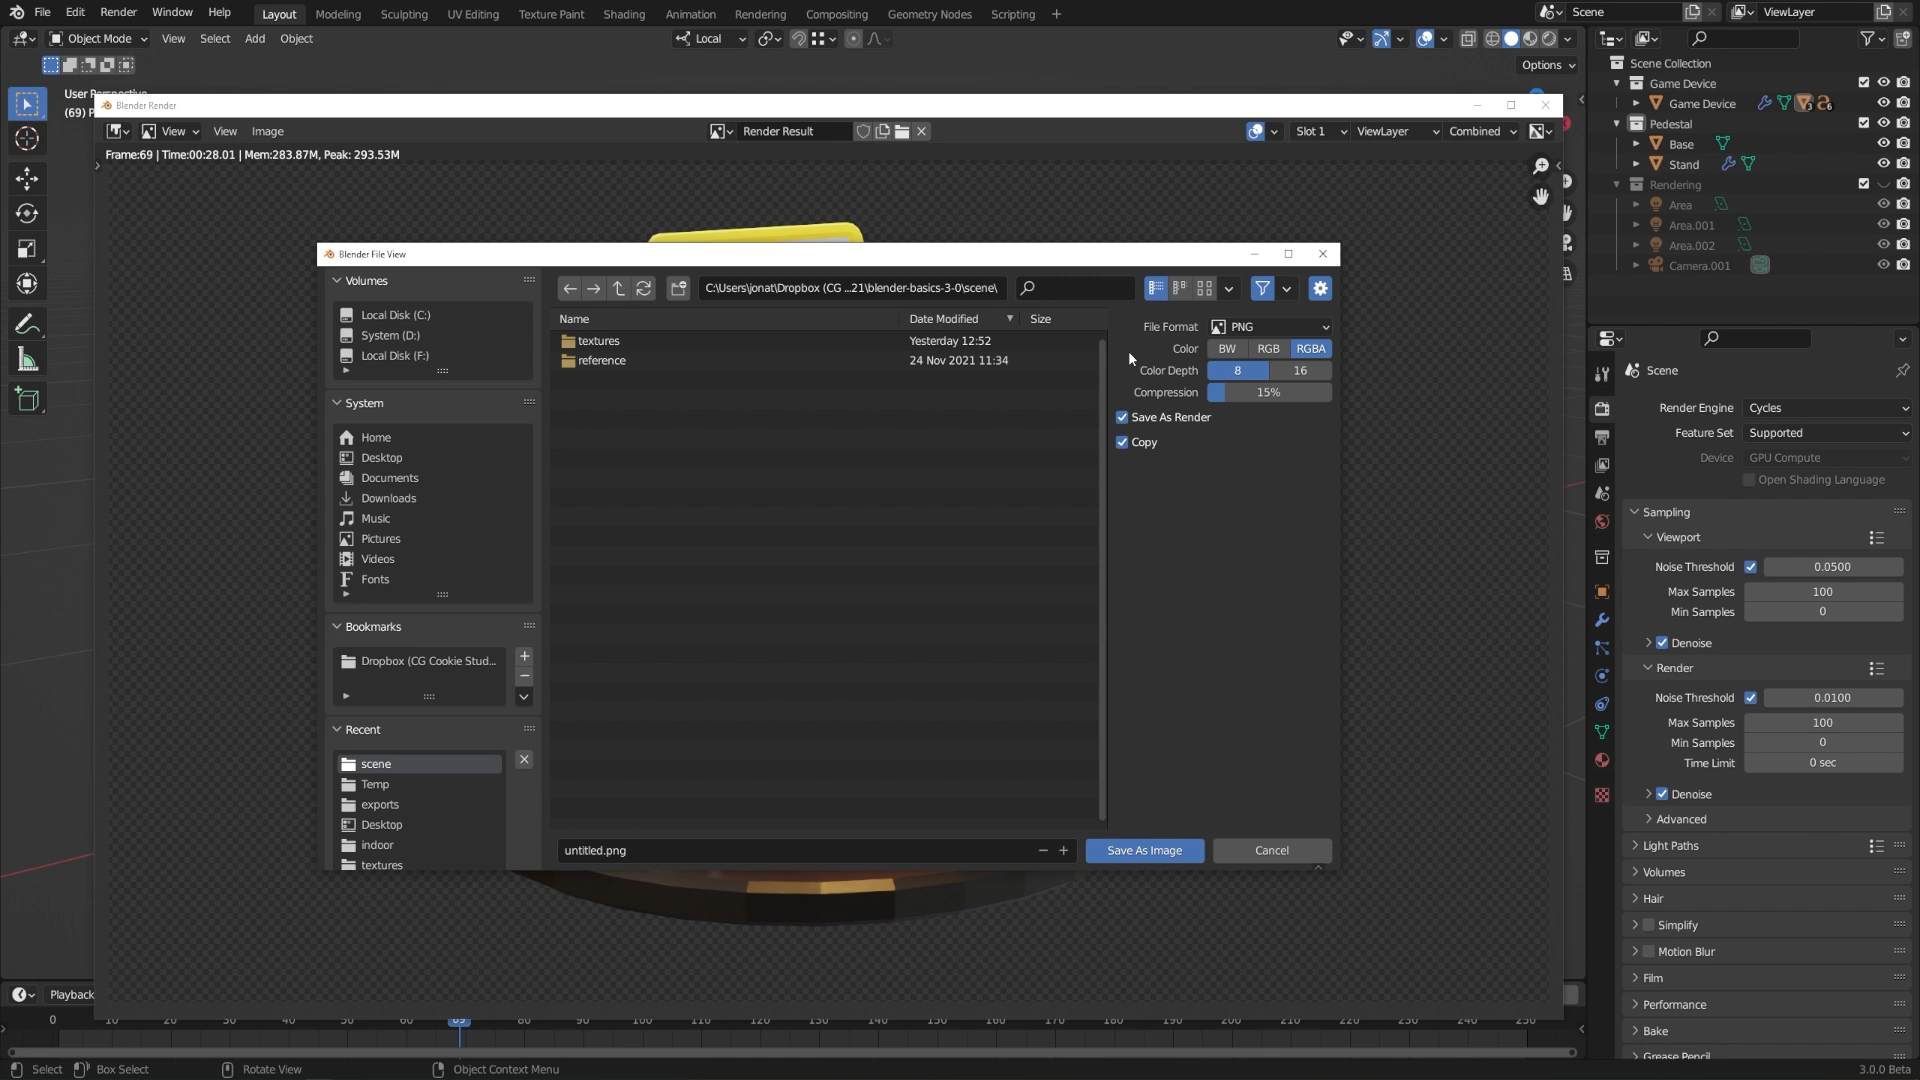 File Edit Render Window Help Layout Modeling Sculpting UV Editing Texture Paint Shading Animation Rendering Compositing Geometry Nodes Scripting + Scene ViewLayer
Object Mode View Select Add Object Local
Options
User Perspective
(69)
Blender Render
View View Image Render Result Slot 1 ViewLayer Combined
Frame:69 | Time:00:28.01 | Mem:283.87M, Peak: 293.53M
Blender File View
Volumes
Local Disk (C:)
System (D:)
Local Disk (F:)
System
Home
Desktop
Documents
Downloads
Music
Pictures
Videos
Fonts
Bookmarks
Dropbox (CG Cookie Stud...
Recent
scene
Temp
exports
Desktop
indoor
textures
C:\Users\jonat\Dropbox (CG ...21\blender-basics-3-0\scene\
Name Date Modified Size
textures Yesterday 12:52
reference 24 Nov 2021 11:34
File Format PNG
Color BW RGB RGBA
Color Depth 8 16
Compression 15%
Save As Render
Copy
untitled.png Save As Image Cancel
Scene Collection
Game Device
Game Device 3 6
Pedestal
Base
Stand
Rendering
Area
Area.001
Area.002
Camera.001
Scene
Render Engine Cycles
Feature Set Supported
Device GPU Compute
Open Shading Language
Sampling
Viewport
Noise Threshold 0.0500
Max Samples 100
Min Samples 0
Denoise
Render
Noise Threshold 0.0100
Max Samples 100
Min Samples 0
Time Limit 0 sec
Denoise
Advanced
Light Paths
Volumes
Hair
Simplify
Motion Blur
Film
Performance
Bake
Grease Pencil
Playback
0 10 20 30 40 50 60 69 80 90 100 110 120 130 140 150 160 170 180 190 200 210 220 230 240 250
Select Box Select Rotate View Object Context Menu 3.0.0 Beta